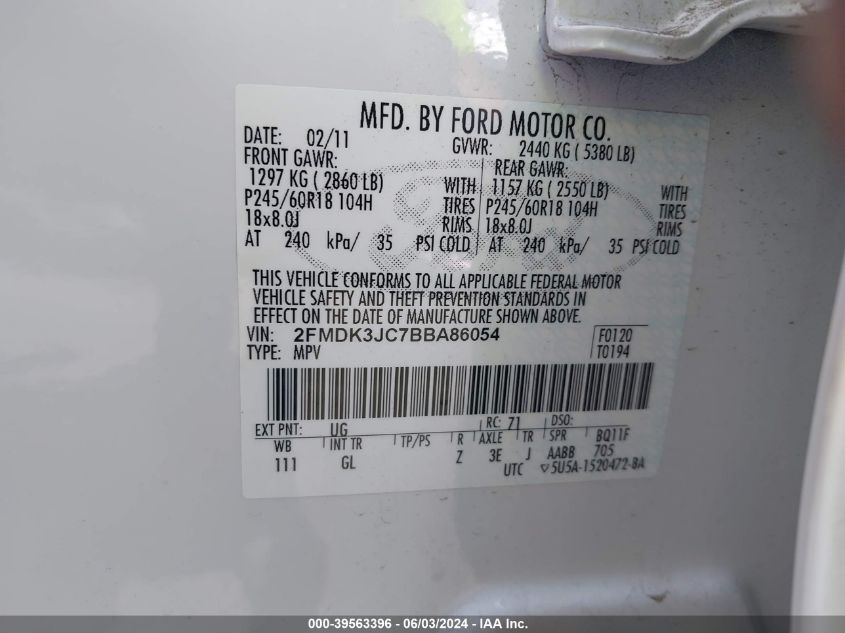 MFD. BY FORD MOTOR CO.
DATE: 02/11 GVWR: 2440 KG ( 5380 LB)
FRONT GAWR: REAR GAWR:
1297 KG ( 2860 LB) WITH 1157 KG ( 2550 LB) WITH
P245/60R18 104H TIRES P245/60R18 104H TIRES
18x8.0J RIMS 18x8.0J RIMS
AT 240 kPa/ 35 PSI COLD AT 240 kPa/ 35 PSI COLD
THIS VEHICLE CONFORMS TO ALL APPLICABLE FEDERAL MOTOR
VEHICLE SAFETY AND THEFT PREVENTION STANDARDS IN
EFFECT ON THE DATE OF MANUFACTURE SHOWN ABOVE.
VIN: 2FMDK3JC7BBA86054 F0120
TYPE: MPV T0194
EXT PNT: UG RC: 71 DSO:
WB INT TR TP/PS R AXLE TR SPR BQ11F
111 GL Z 3E J AABB 705
UTC ▽5U5A-1520472-BA
000-39563396 - 06/03/2024 - IAA Inc.